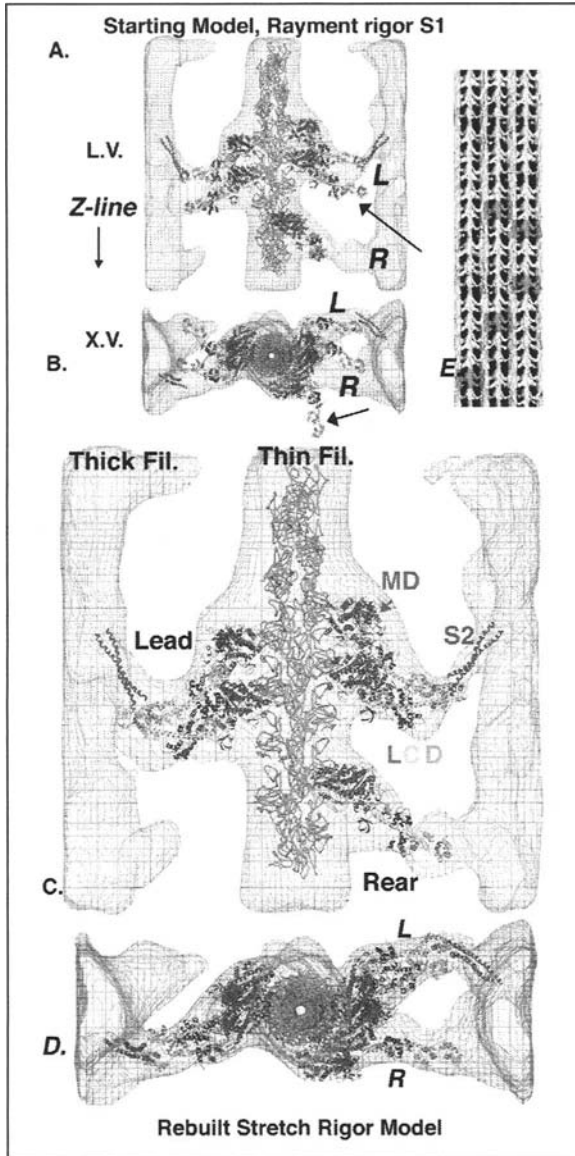 Starting Model, Rayment rigor S1
A.
L.V.
L
Z-line
R
L
X.V.
B.
R
E
Thick Fil. Thin Fil.
MD
Lead
S2
LCD
C.
Rear
L
D.
R
Rebuilt Stretch Rigor Model